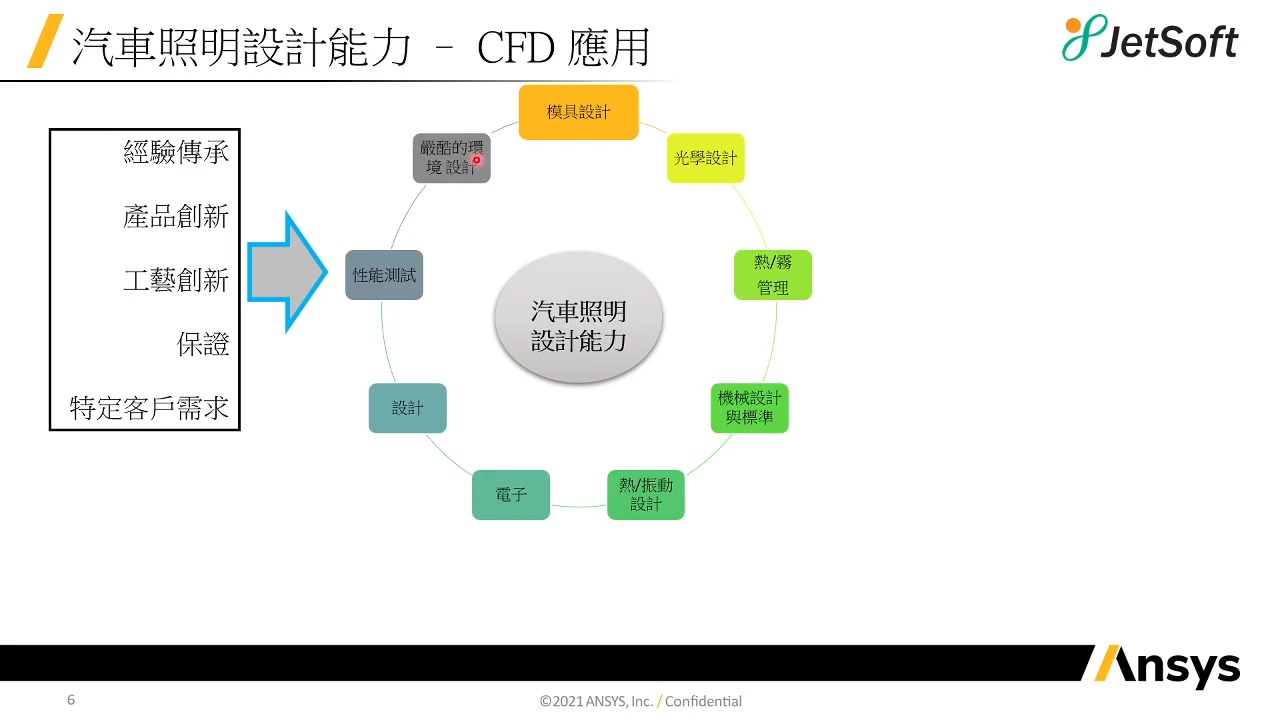 汽車照明設計能力 – CFD 應用
JetSoft
經驗傳承
產品創新
工藝創新
保證
特定客戶需求
模具設計
光學設計
熱/霧
管理
機械設計
與標準
熱/振動
設計
電子
設計
性能測試
嚴酷的環
境 設計
汽車照明
設計能力
Ansys
6
©2021 ANSYS, Inc. / Confidential